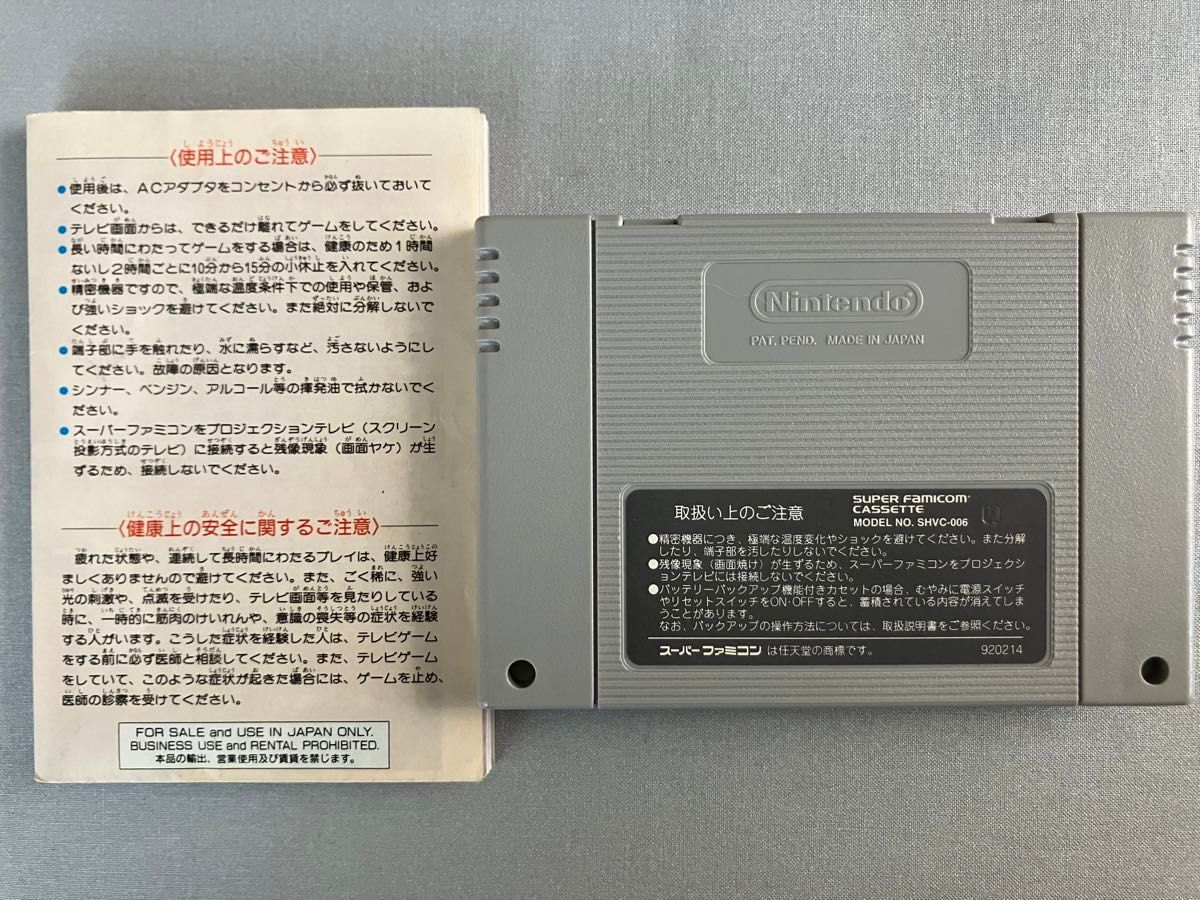 〈使用上のご注意〉
●使用後は、ACアダプタをコンセントから必ず抜いておいて
ください。
●テレビ画面からは、できるだけ離れてゲームをしてください。
●長い時間にわたってゲームをする場合は、健康のため1時間
ないし2時間ごとに10分から15分の小休止を入れてください。
●精密機器ですので、極端な温度条件下での使用や保管、およ
び強いショックを避けてください。また絶対に分解しないで
ください。
●端子部に手を触れたり、水に濡らすなど、汚さないようにし
てください。故障の原因となります。
●シンナー、ベンジン、アルコール等の揮発油で拭かないでく
ださい。
●スーパーファミコンをプロジェクションテレビ（スクリーン
投影方式のテレビ）に接続すると残像現象（画面ヤケ）が生
ずるため、接続しないでください。
〈健康上の安全に関するご注意〉
疲れた状態や、連続して長時間にわたるプレイは、健康上好
ましくありませんので避けてください。また、ごく稀に、強い
光の刺激や、点滅を受けたり、テレビ画面等を見たりしている
時に、一時的に筋肉のけいれんや、意識の喪失等の症状を経験
する人がいます。こうした症状を経験した人は、テレビゲーム
をする前に必ず医師と相談してください。また、テレビゲーム
をしていて、このような症状が起きた場合には、ゲームを止め、
医師の診察を受けてください。
FOR SALE and USE IN JAPAN ONLY.
BUSINESS USE and RENTAL PROHIBITED.
本品の輸出、営業使用及び賃貸を禁じます。
Nintendo®
PAT. PEND. MADE IN JAPAN
取扱い上のご注意
SUPER FAMICOM®
CASSETTE
MODEL NO. SHVC-006
●精密機器につき、極端な温度変化やショックを避けてください。また分解
したり、端子部を汚したりしないでください。
●残像現象（画面焼け）が生ずるため、スーパーファミコンをプロジェクシ
ョンテレビには接続しないでください。
●バッテリーバックアップ機能付きカセットの場合、むやみに電源スイッチ
やリセットスイッチをON・OFFすると、蓄積されている内容が消えてしま
うことがあります。
なお、バックアップの操作方法については、取扱説明書をご参照ください。
スーパーファミコン は任天堂の商標です。
920214